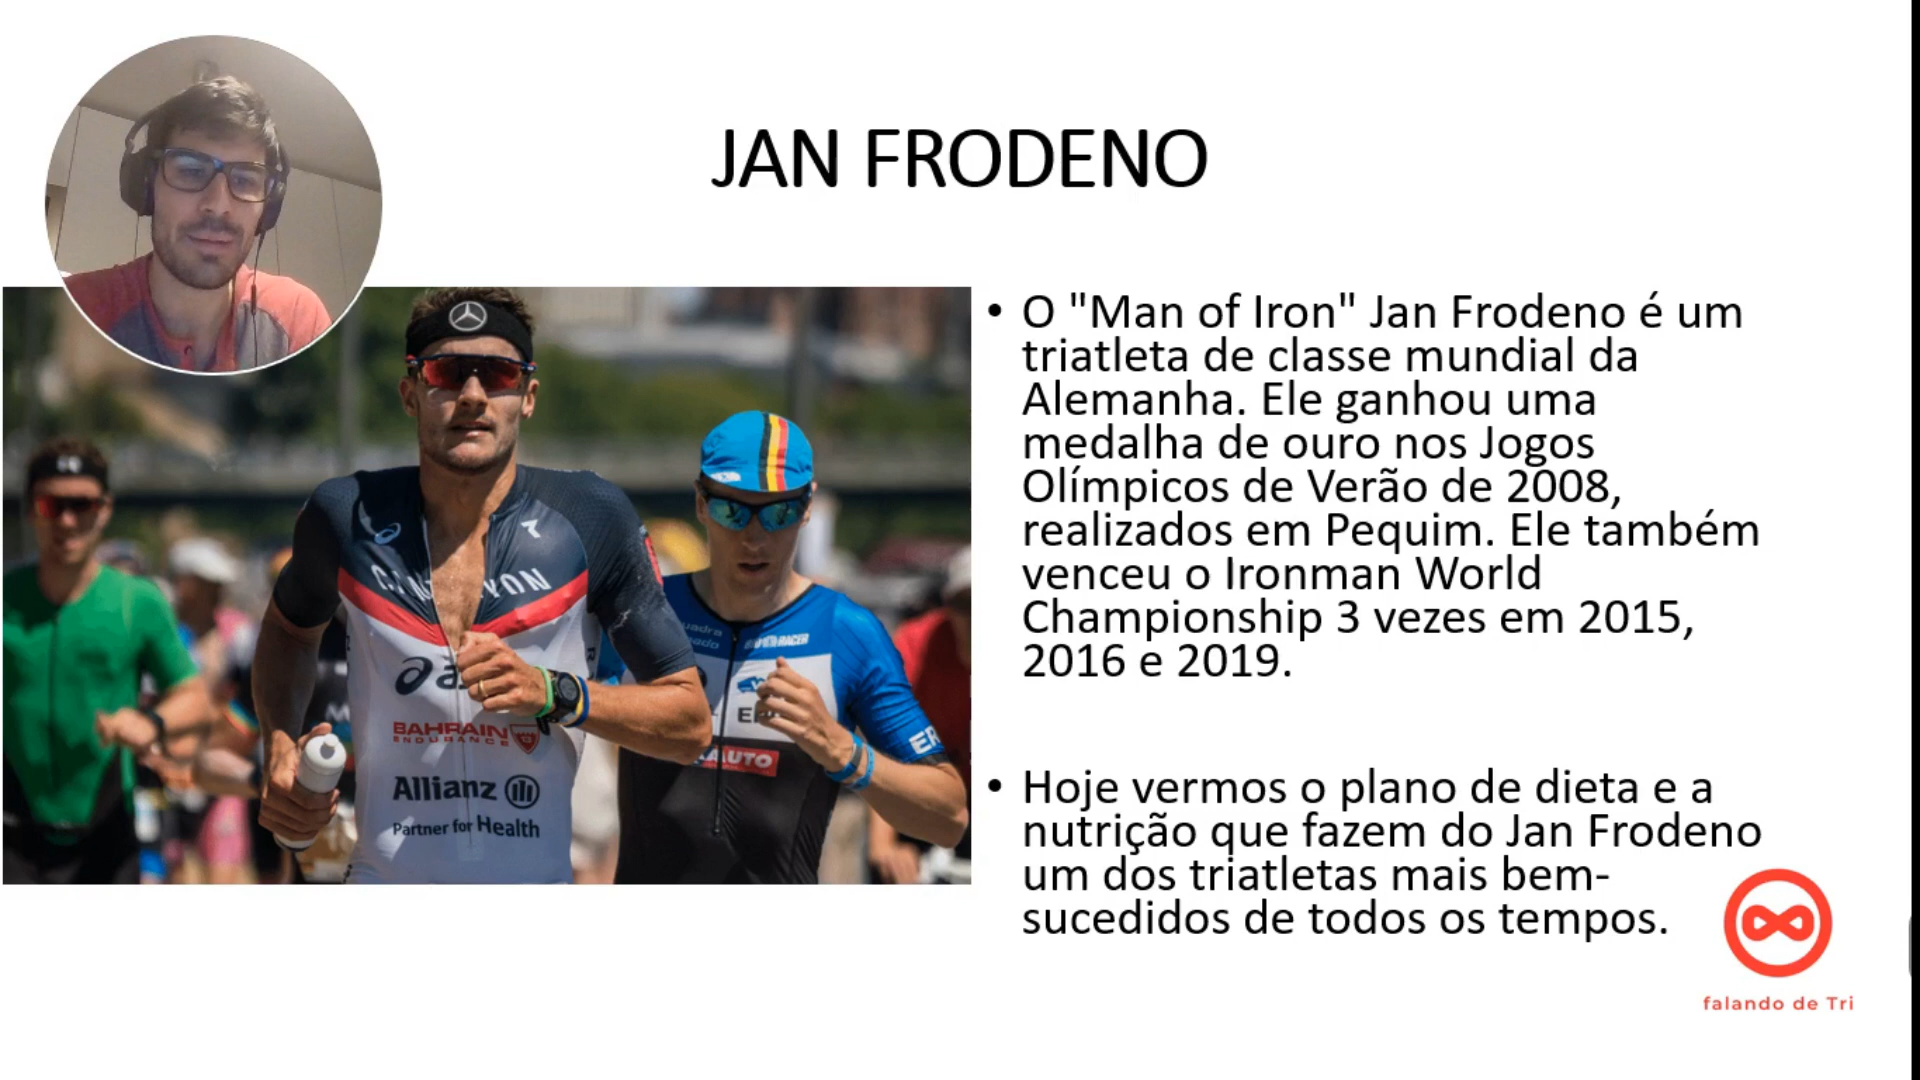 JAN FRODENO
• O "Man of Iron" Jan Frodeno é um
triatleta de classe mundial da
Alemanha. Ele ganhou uma
medalha de ouro nos Jogos
Olímpicos de Verão de 2008,
realizados em Pequim. Ele também
venceu o Ironman World
Championship 3 vezes em 2015,
2016 e 2019.
• Hoje vermos o plano de dieta e a
nutrição que fazem do Jan Frodeno
um dos triatletas mais bem-
sucedidos de todos os tempos.
falando de Tri
BAHRAIN
ENDURANCE
Allianz
Partner for Health